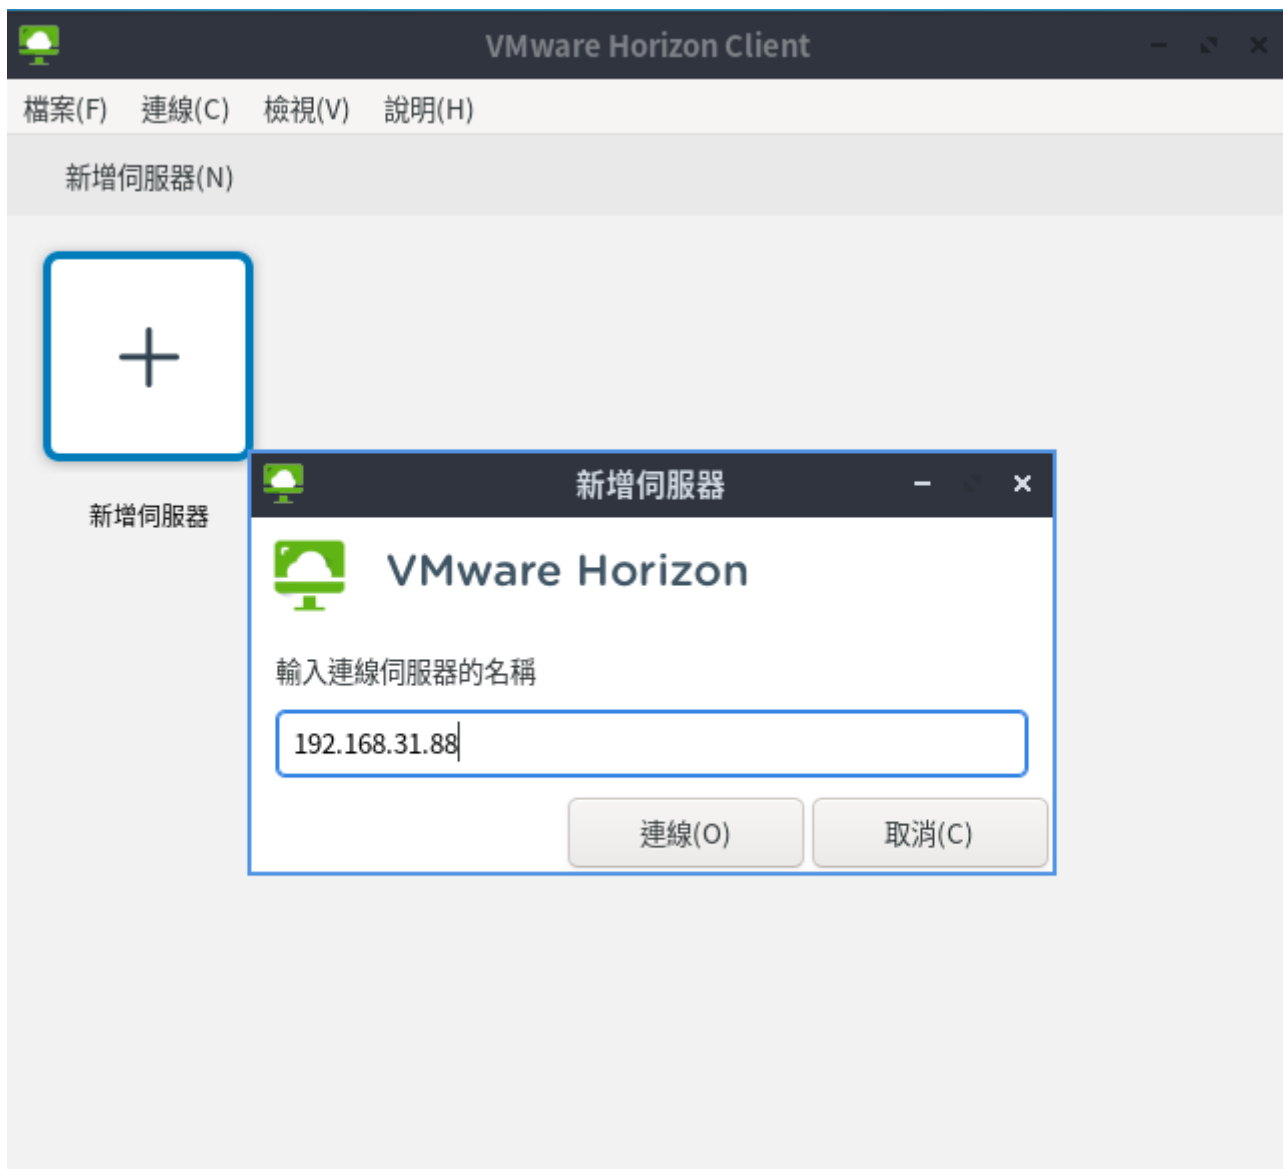 VMware Horizon Client
檔案(F) 連線(C) 檢視(V) 說明(H)
新增伺服器(N)
新增伺服器
新增伺服器
VMware Horizon
輸入連線伺服器的名稱
192.168.31.88
連線(O) 取消(C)